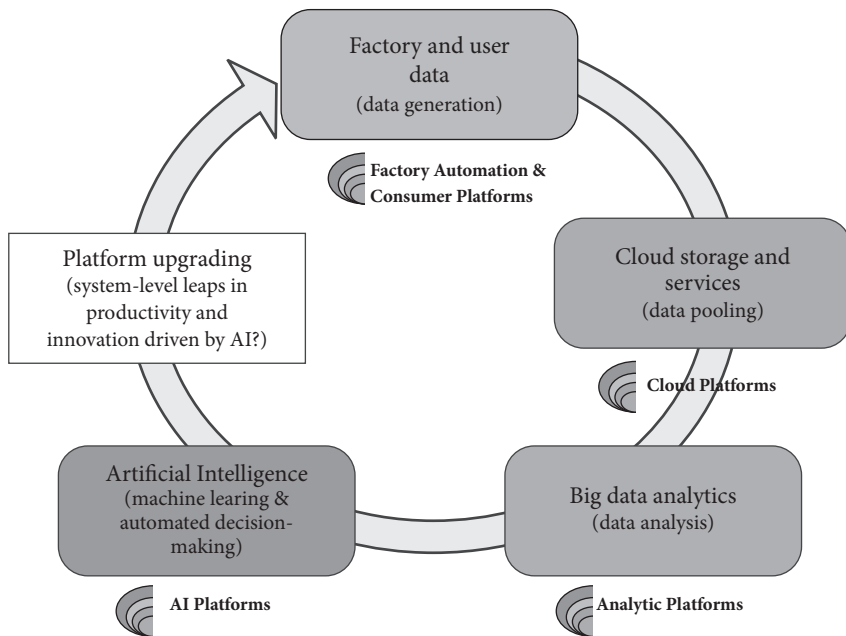 Factory and user
data
(data generation)
Factory Automation &
Consumer Platforms
Cloud storage and
services
(data pooling)
Cloud Platforms
Big data analytics
(data analysis)
Analytic Platforms
Artificial Intelligence
(machine learing &
automated decision-
making)
AI Platforms
Platform upgrading
(system-level leaps in
productivity and
innovation driven by AI?)